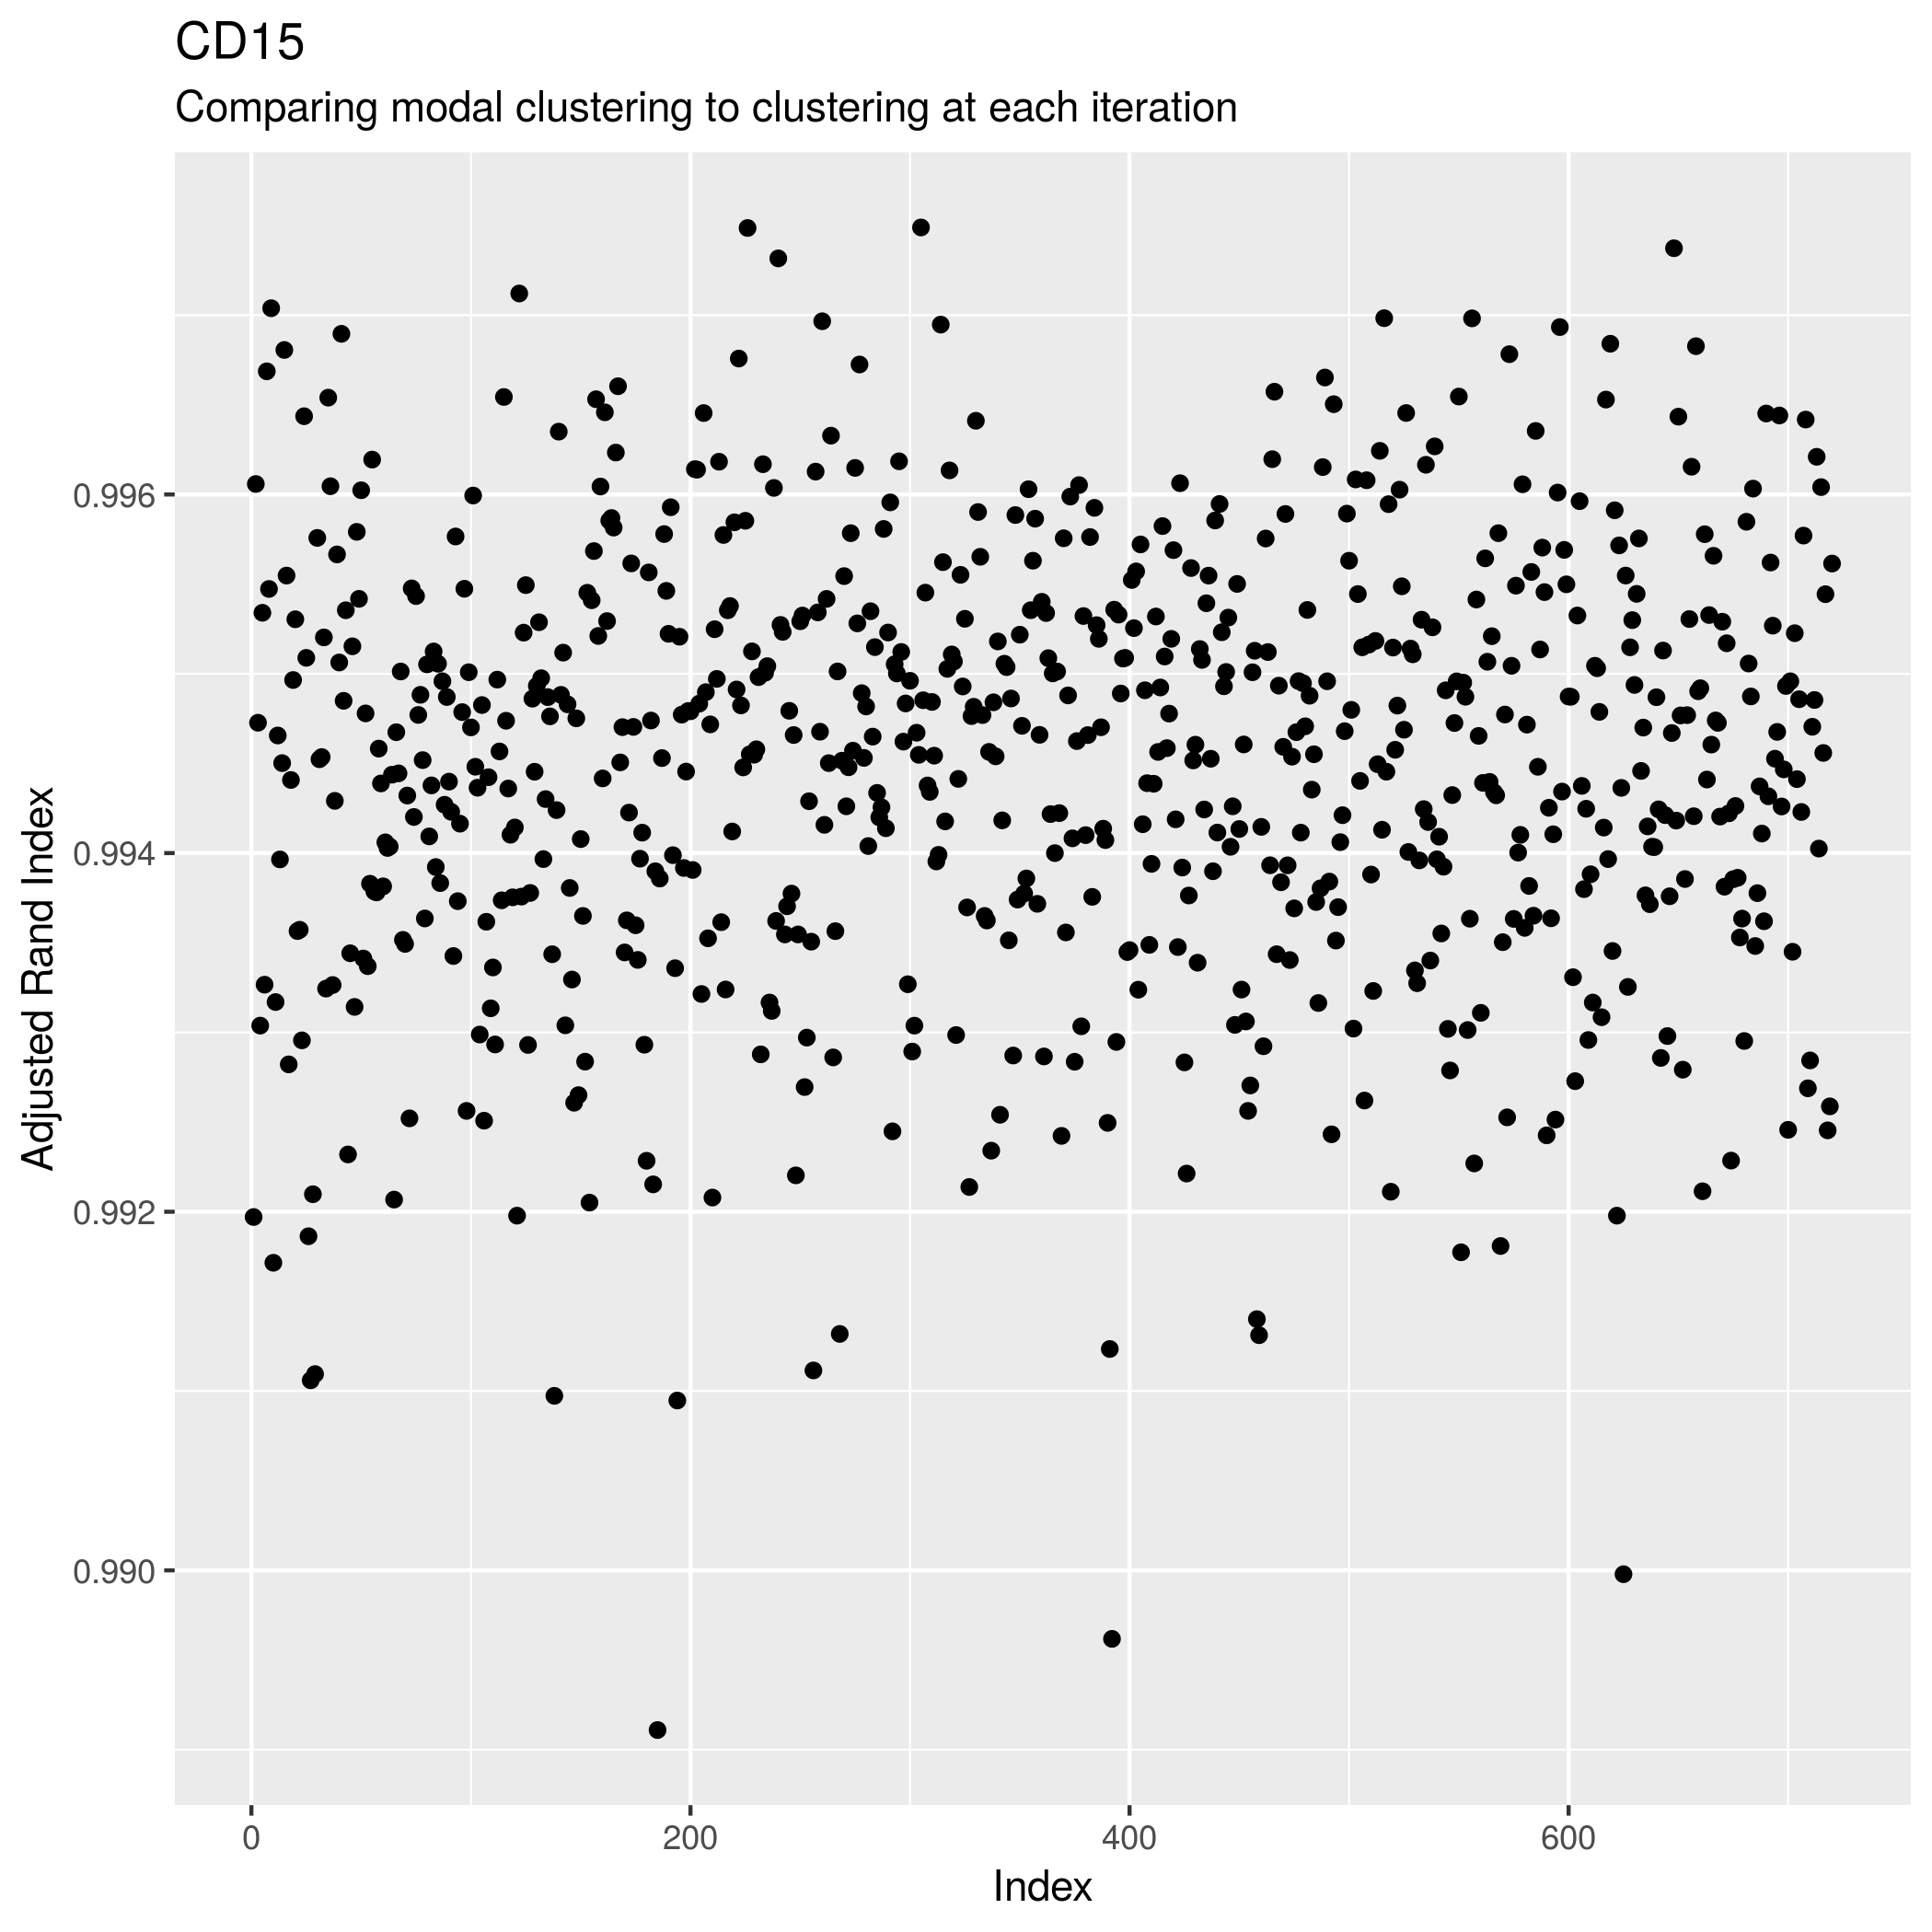 CD15
Comparing modal clustering to clustering at each iteration
Adjusted Rand Index
0.996
0.994
0.992
0.990
0
200
400
600
Index